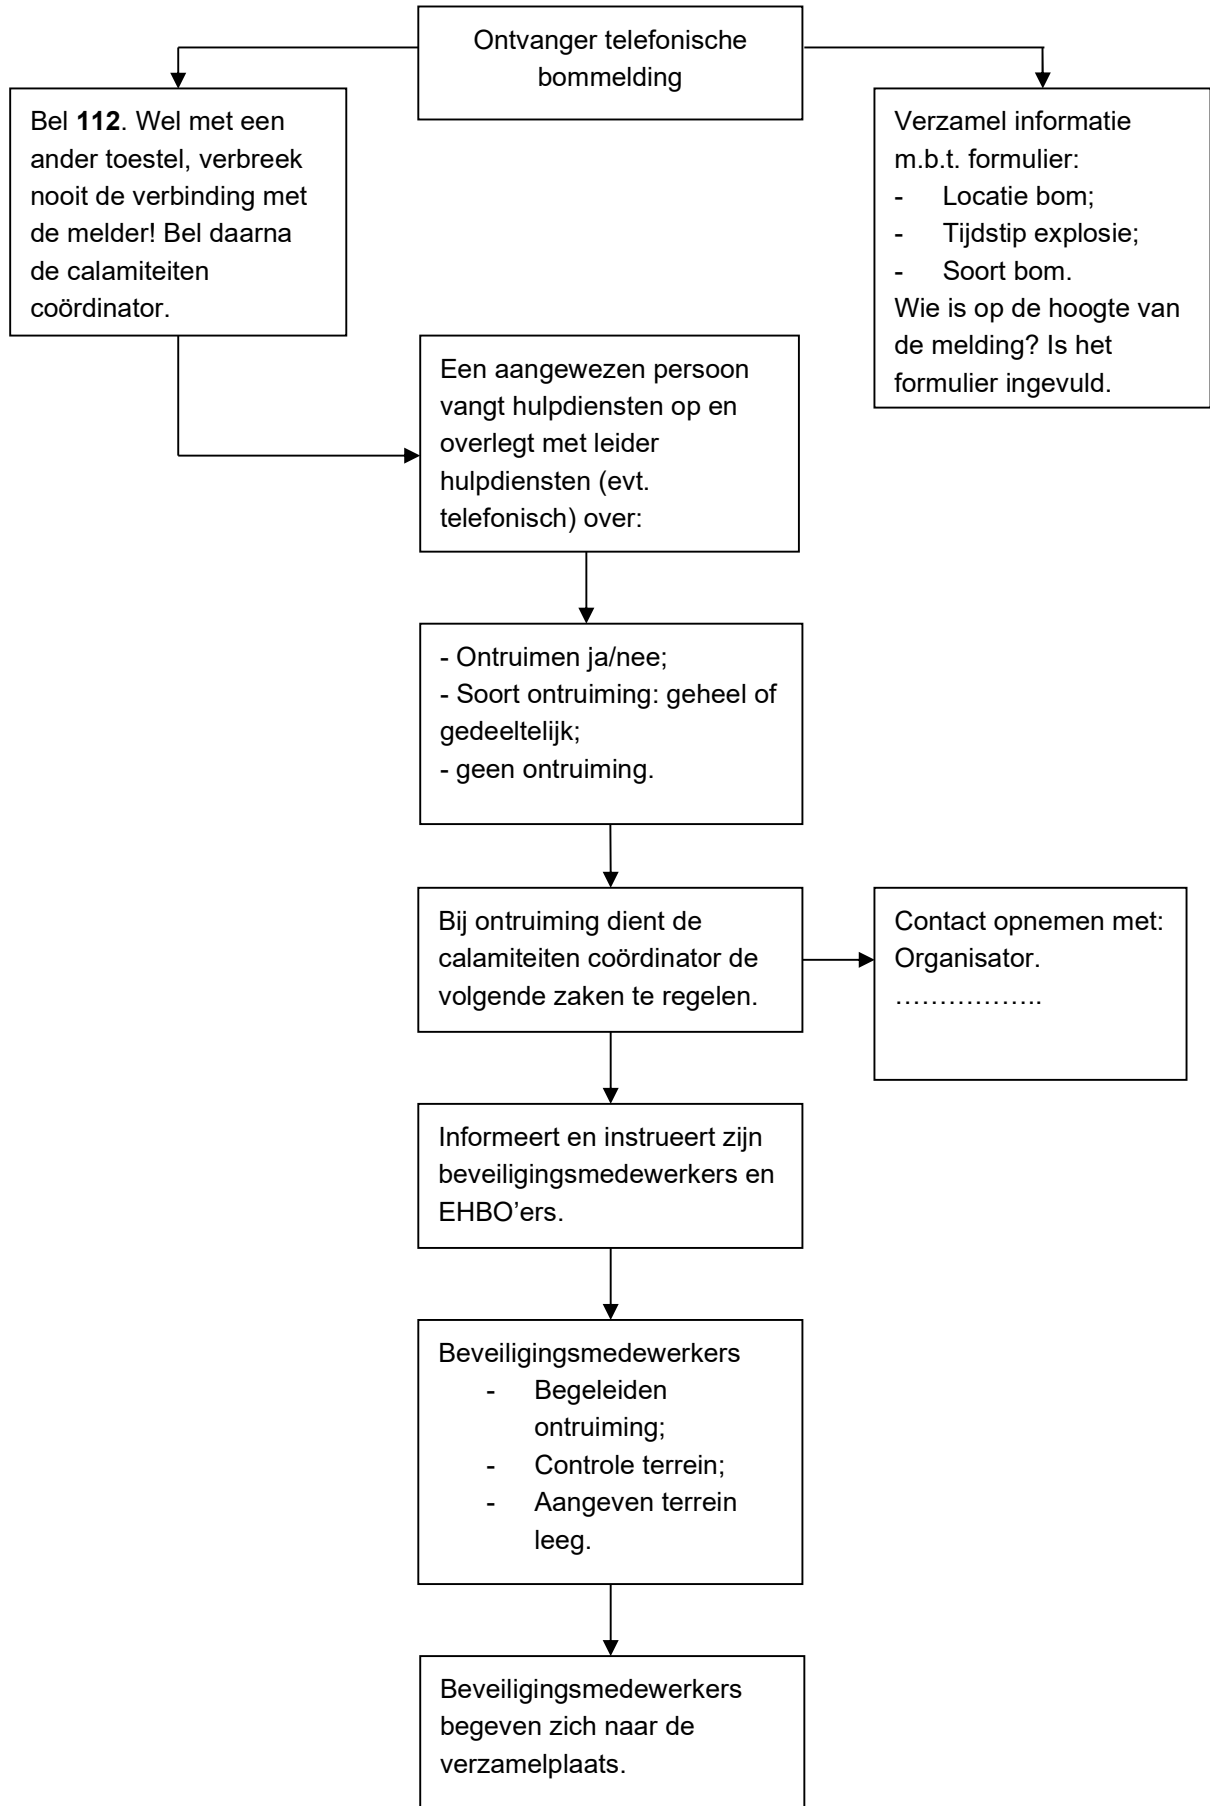 Ontvanger telefonische
bommelding
Bel 112. Wel met een
ander toestel, verbreek
nooit de verbinding met
de melder! Bel daarna
de calamiteiten
coördinator.
Verzamel informatie
m.b.t. formulier:
- Locatie bom;
- Tijdstip explosie;
- Soort bom.
Wie is op de hoogte van
de melding? Is het
formulier ingevuld.
Een aangewezen persoon
vangt hulpdiensten op en
overlegt met leider
hulpdiensten (evt.
telefonisch) over:
- Ontruimen ja/nee;
- Soort ontruiming: geheel of
gedeeltelijk;
- geen ontruiming.
Bij ontruiming dient de
calamiteiten coördinator de
volgende zaken te regelen.
Contact opnemen met:
Organisator.
……………..
Informeert en instrueert zijn
beveiligingsmedewerkers en
EHBO’ers.
Beveiligingsmedewerkers
- Begeleiden
ontruiming;
- Controle terrein;
- Aangeven terrein
leeg.
Beveiligingsmedewerkers
begeven zich naar de
verzamelplaats.